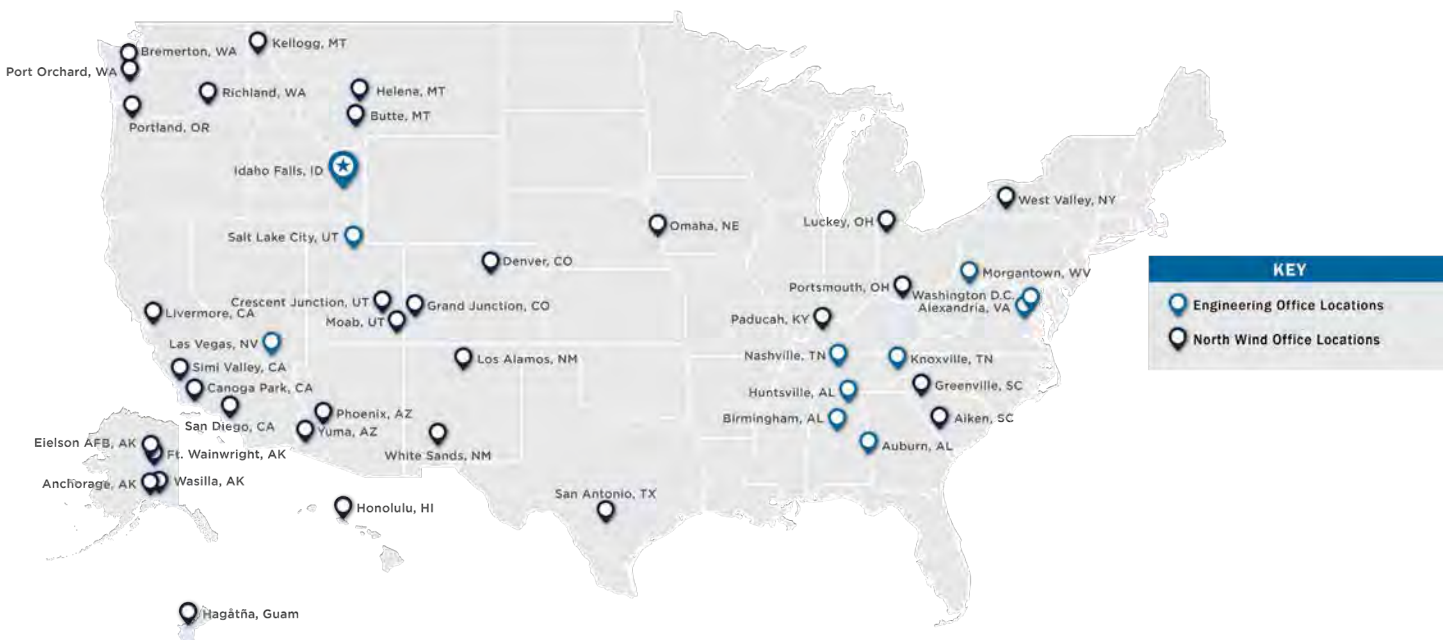 Bremerton, WA
Kellogg, MT
Port Orchard, WA
Richland, WA
Helena, MT
Portland, OR
Butte, MT
Idaho Falls, ID
West Valley, NY
Luckey, OH
Omaha, NE
Salt Lake City, UT
Denver, CO
Morgantown, WV
Portsmouth, OH
Washington D.C.
Alexandria, VA
Crescent Junction, UT
Grand Junction, CO
Moab, UT
Livermore, CA
Paducah, KY
Las Vegas, NV
Los Alamos, NM
Nashville, TN
Knoxville, TN
Simi Valley, CA
Canoga Park, CA
Huntsville, AL
Greenville, SC
Phoenix, AZ
San Diego, CA
Yuma, AZ
Birmingham, AL
Aiken, SC
Auburn, AL
White Sands, NM
Eielson AFB, AK
Ft. Wainwright, AK
Anchorage, AK
Wasilla, AK
San Antonio, TX
Honolulu, HI
Hagåtña, Guam
KEY
Engineering Office Locations
North Wind Office Locations